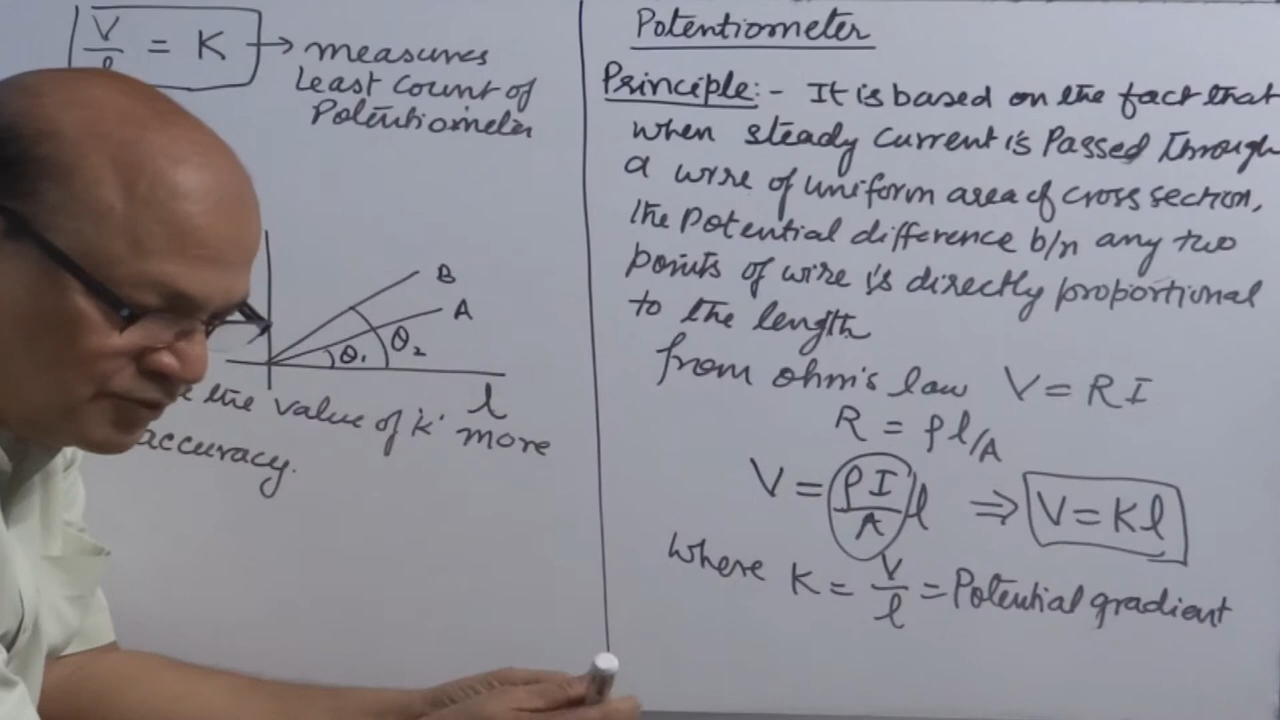 V/l = K → measures
Least count of
Potentiometer
B
A
θ₁ θ₂
l
the value of 'k' more
accuracy.
Potentiometer
Principle:- It is based on the fact that
when steady current is Passed Through
a wire of uniform area of cross section,
the potential difference b/n any two
points of wire is directly proportional
to the length
from ohm's law V = RI
R = ρl/A
V = (ρI/A) l ⇒ V = Kl
where K = V/l = Potential gradient